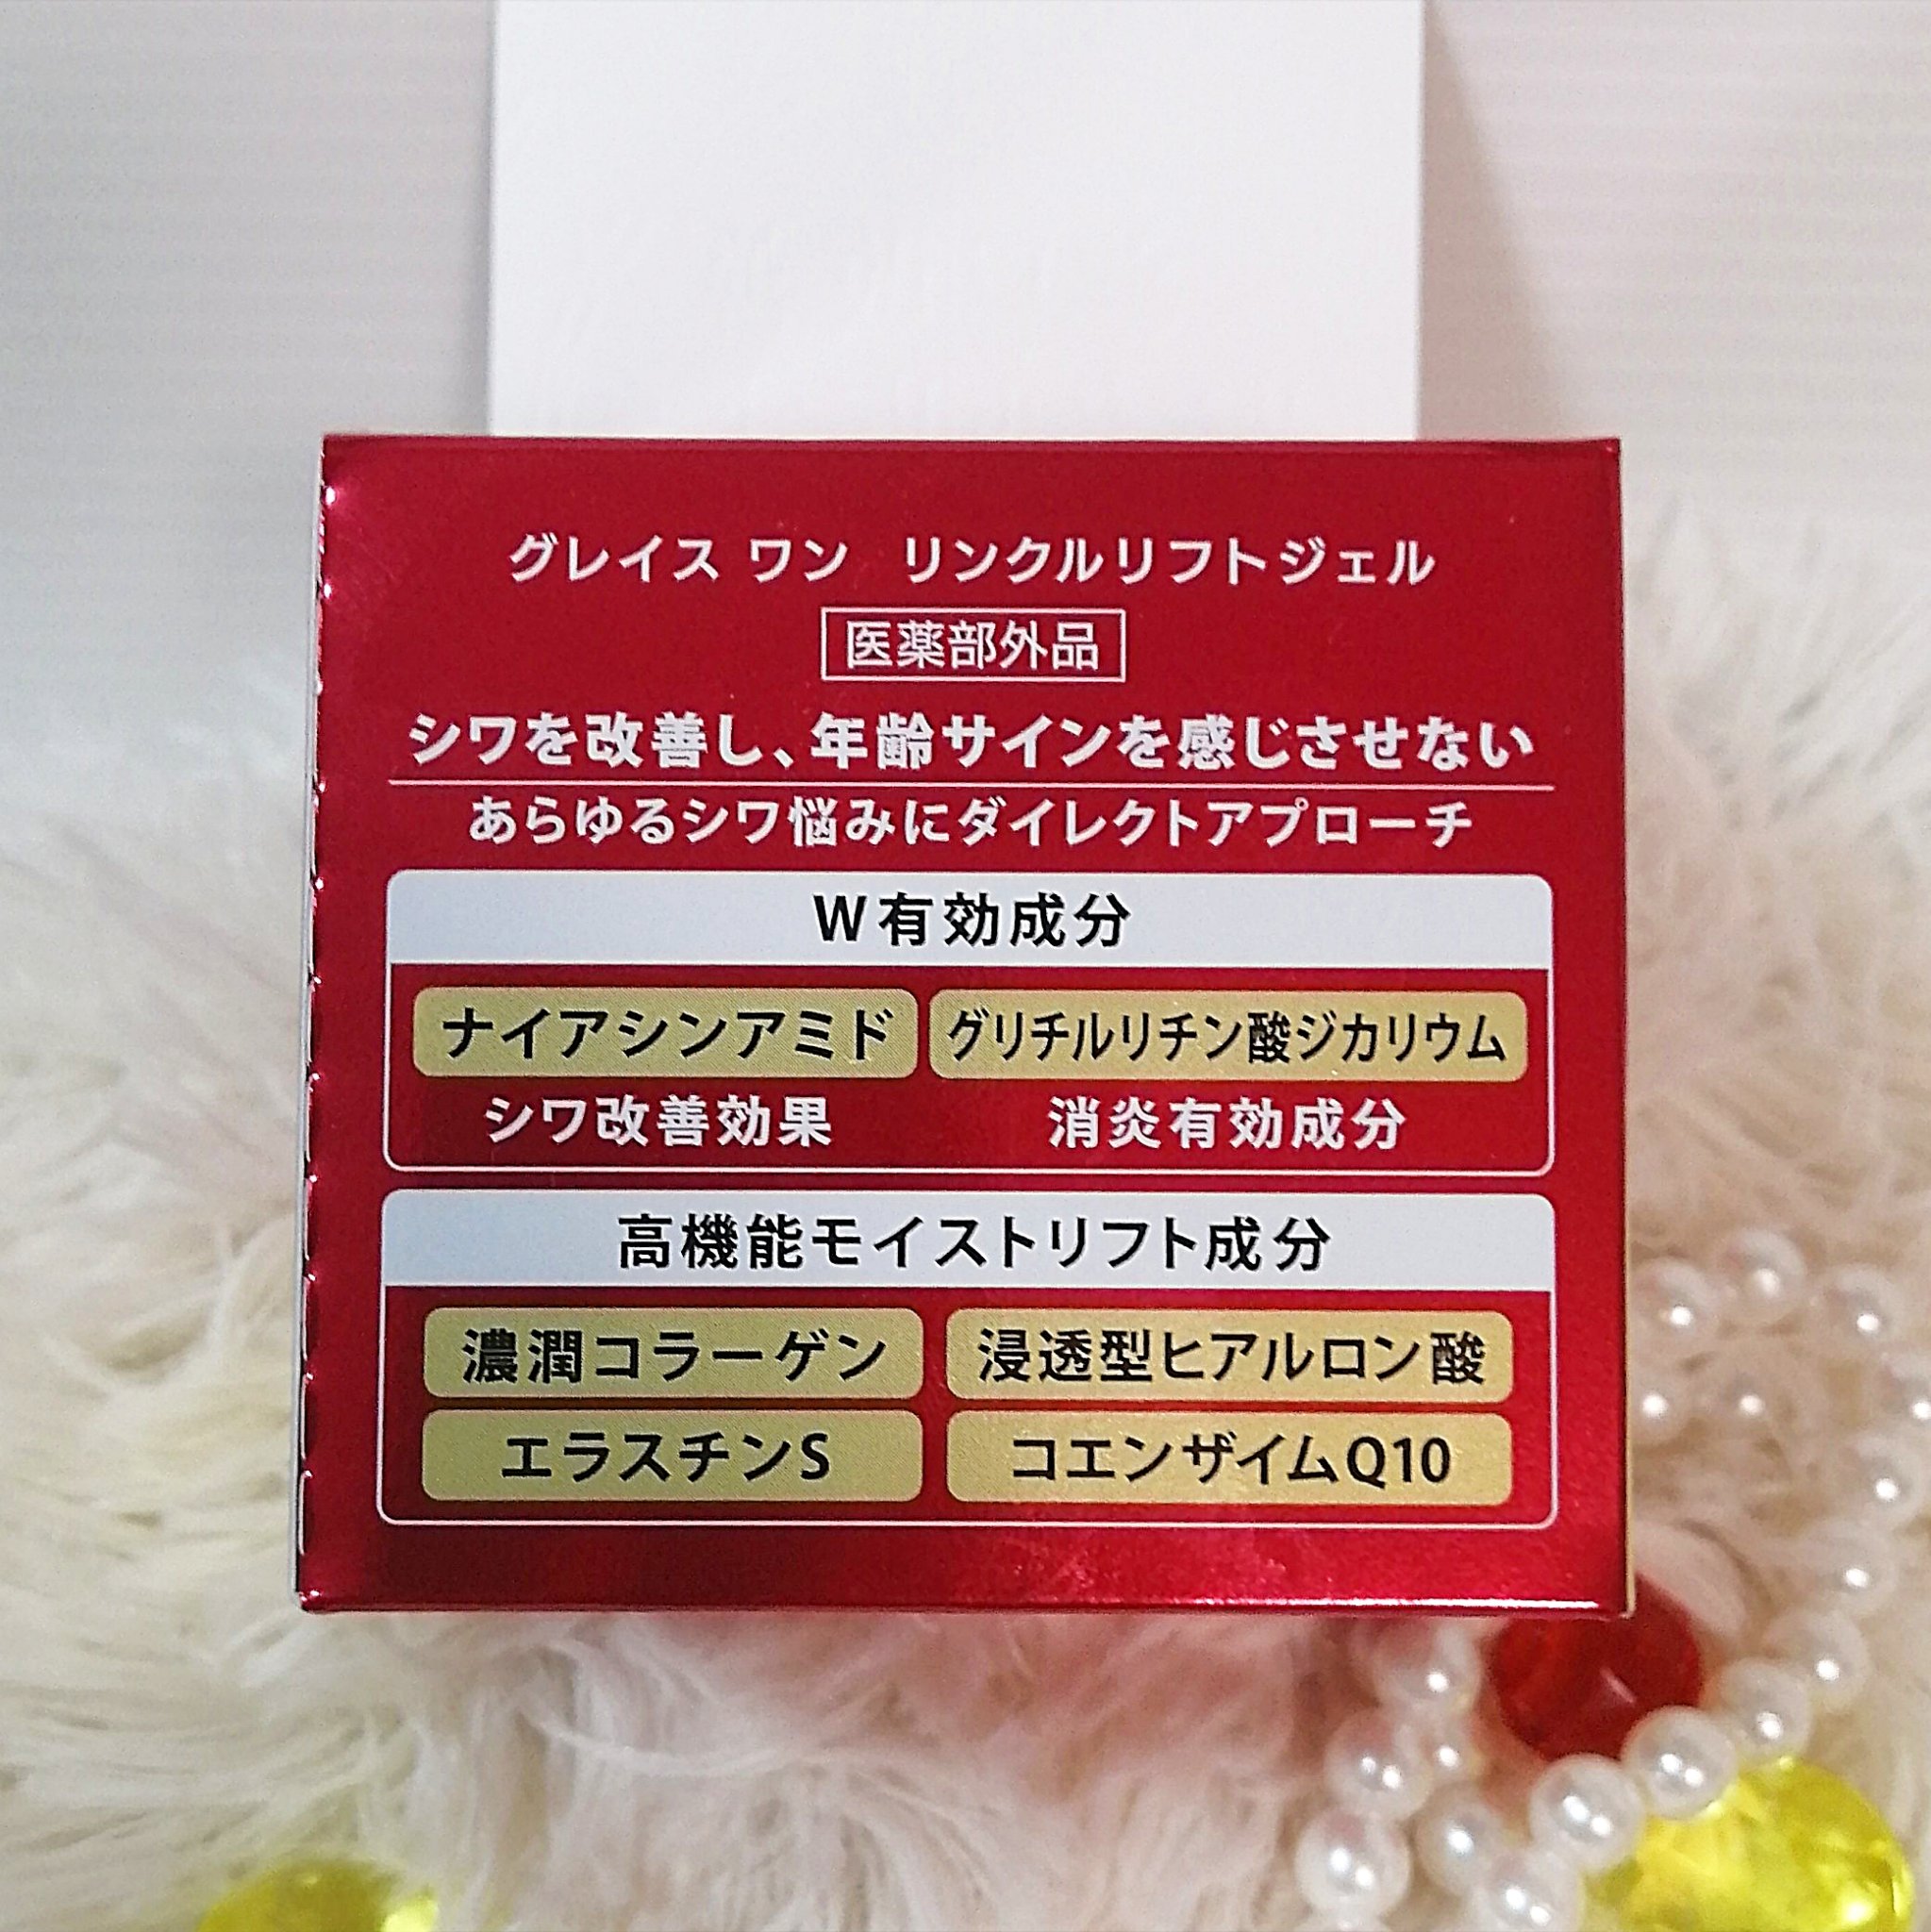 グレイス ワン リンクルリフトジェル
医薬部外品
シワを改善し、年齢サインを感じさせない
あらゆるシワ悩みにダイレクトアプローチ
W有効成分
ナイアシンアミド グリチルリチン酸ジカリウム
シワ改善効果 消炎有効成分
高機能モイストリフト成分
濃潤コラーゲン 浸透型ヒアルロン酸
エラスチンS コエンザイムQ10